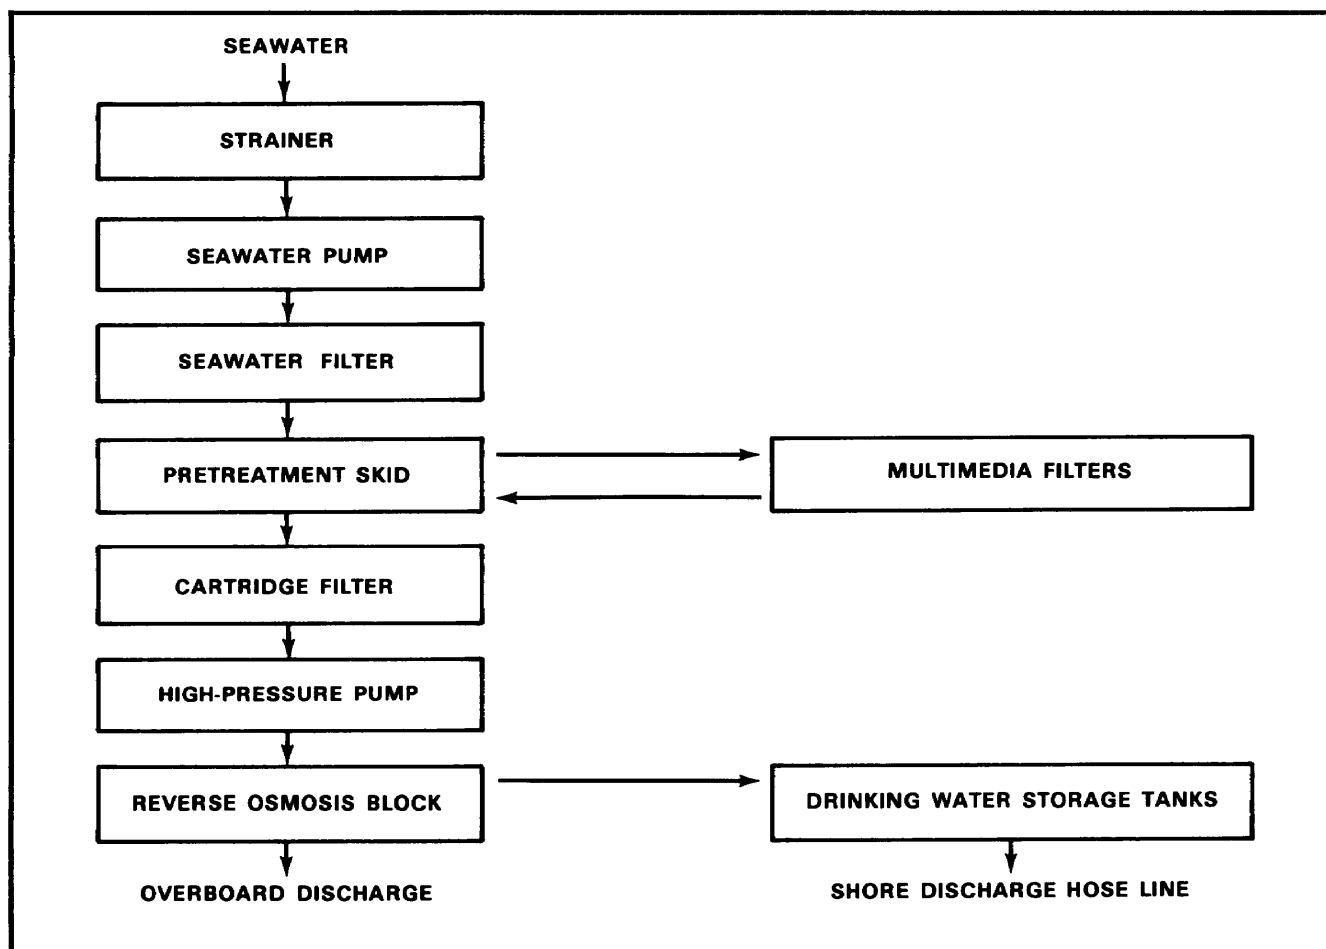 SEAWATER
STRAINER
SEAWATER PUMP
SEAWATER FILTER
PRETREATMENT SKID
MULTIMEDIA FILTERS
CARTRIDGE FILTER
HIGH-PRESSURE PUMP
REVERSE OSMOSIS BLOCK
DRINKING WATER STORAGE TANKS
OVERBOARD DISCHARGE
SHORE DISCHARGE HOSE LINE